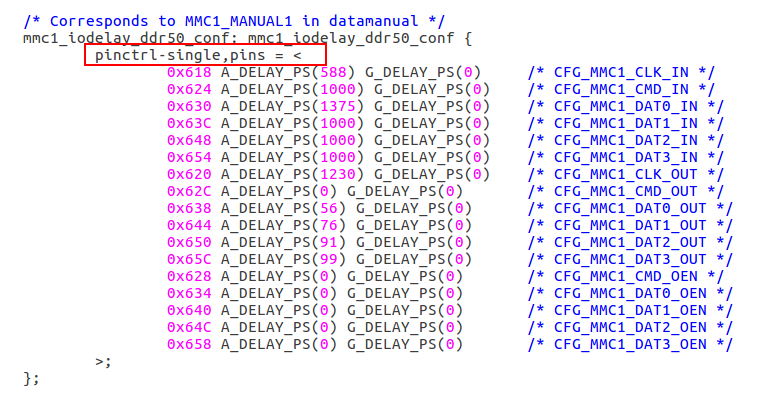 /* Corresponds to MMC1_MANUAL1 in datamanual */
mmc1_iodelay_ddr50_conf: mmc1_iodelay_ddr50_conf {
pinctrl-single,pins = <
0x618 A_DELAY_PS(588) G_DELAY_PS(0) /* CFG_MMC1_CLK_IN */
0x624 A_DELAY_PS(1000) G_DELAY_PS(0) /* CFG_MMC1_CMD_IN */
0x630 A_DELAY_PS(1375) G_DELAY_PS(0) /* CFG_MMC1_DAT0_IN */
0x63C A_DELAY_PS(1000) G_DELAY_PS(0) /* CFG_MMC1_DAT1_IN */
0x648 A_DELAY_PS(1000) G_DELAY_PS(0) /* CFG_MMC1_DAT2_IN */
0x654 A_DELAY_PS(1000) G_DELAY_PS(0) /* CFG_MMC1_DAT3_IN */
0x620 A_DELAY_PS(1230) G_DELAY_PS(0) /* CFG_MMC1_CLK_OUT */
0x62C A_DELAY_PS(0) G_DELAY_PS(0) /* CFG_MMC1_CMD_OUT */
0x638 A_DELAY_PS(56) G_DELAY_PS(0) /* CFG_MMC1_DAT0_OUT */
0x644 A_DELAY_PS(76) G_DELAY_PS(0) /* CFG_MMC1_DAT1_OUT */
0x650 A_DELAY_PS(91) G_DELAY_PS(0) /* CFG_MMC1_DAT2_OUT */
0x65C A_DELAY_PS(99) G_DELAY_PS(0) /* CFG_MMC1_DAT3_OUT */
0x628 A_DELAY_PS(0) G_DELAY_PS(0) /* CFG_MMC1_CMD_OEN */
0x634 A_DELAY_PS(0) G_DELAY_PS(0) /* CFG_MMC1_DAT0_OEN */
0x640 A_DELAY_PS(0) G_DELAY_PS(0) /* CFG_MMC1_DAT1_OEN */
0x64C A_DELAY_PS(0) G_DELAY_PS(0) /* CFG_MMC1_DAT2_OEN */
0x658 A_DELAY_PS(0) G_DELAY_PS(0) /* CFG_MMC1_DAT3_OEN */
>;
};